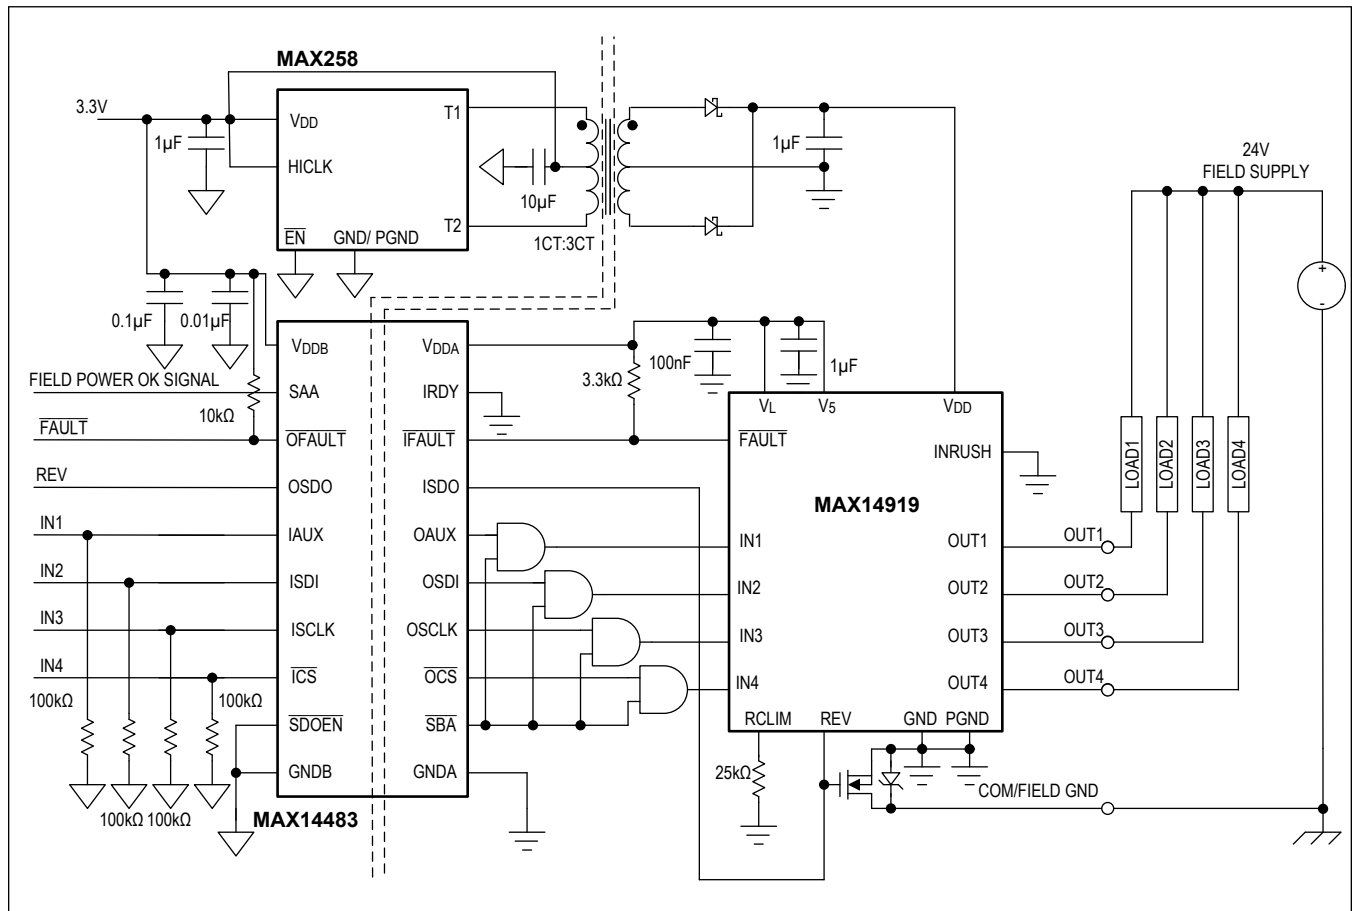 MAX258
3.3V
VDD
T1
1µF
HICLK
10µF
T2
EN
GND/ PGND
1CT:3CT
1µF
24V
FIELD SUPPLY
+
-
0.1µF
0.01µF
VDDB
VDDA
100nF
1µF
3.3kΩ
FIELD POWER OK SIGNAL
SAA
IRDY
10kΩ
VL
V5
VDD
FAULT
OFAULT
IFAULT
FAULT
INRUSH
LOAD1
LOAD2
LOAD3
LOAD4
REV
OSDO
ISDO
MAX14919
IN1
IAUX
OAUX
IN1
OUT1
OUT1
IN2
ISDI
OSDI
IN2
OUT2
OUT2
IN3
ISCLK
OSCLK
IN3
OUT3
OUT3
IN4
ICS
OCS
IN4
OUT4
OUT4
100kΩ
100kΩ
SDOEN
SBA
RCLIM
REV
GND
PGND
GNDB
GNDA
25kΩ
COM/FIELD GND
100kΩ
100kΩ
MAX14483